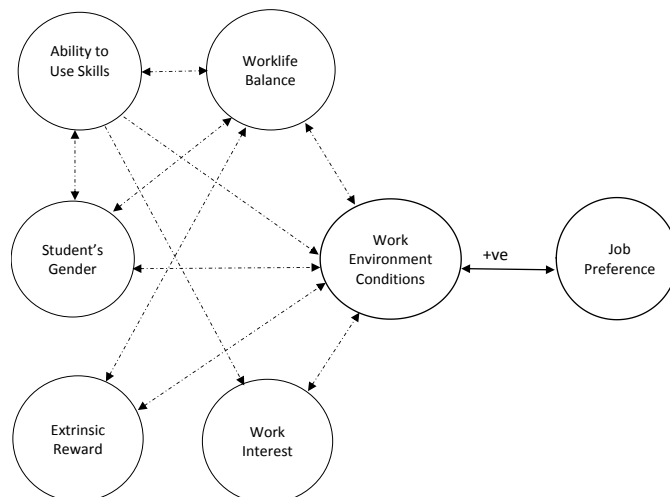 Ability to
Use Skills
Worklife
Balance
Student's
Gender
Work
Environment
Conditions
+ve
Job
Preference
Extrinsic
Reward
Work
Interest